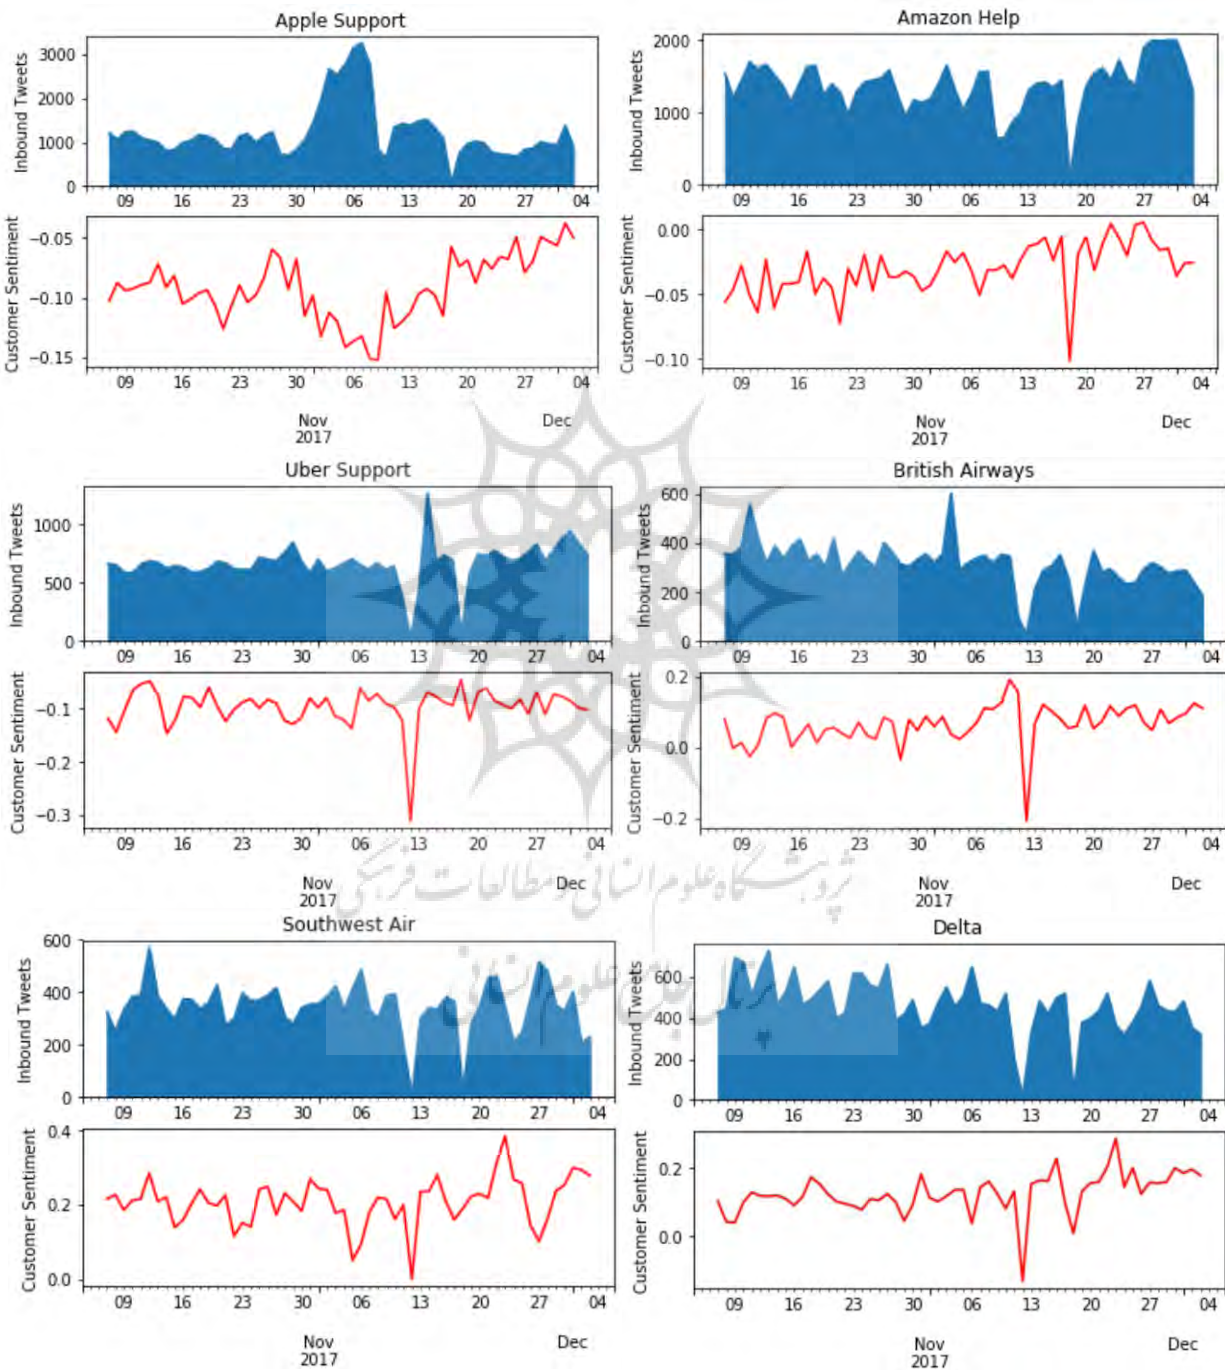 Apple Support
Inbound Tweets
3000
2000
1000
0
09 16 23 30 06 13 20 27 04
Customer Sentiment
−0.05
−0.10
−0.15
09 16 23 30 06 13 20 27 04
Nov
2017
Dec
Amazon Help
Inbound Tweets
2000
1000
0
09 16 23 30 06 13 20 27 04
Customer Sentiment
0.00
−0.05
−0.10
09 16 23 30 06 13 20 27 04
Nov
2017
Dec
Uber Support
Inbound Tweets
1000
500
0
09 16 23 30 06 13 20 27 04
Customer Sentiment
−0.1
−0.2
−0.3
09 16 23 30 06 13 20 27 04
Nov
2017
Dec
British Airways
Inbound Tweets
600
400
200
0
09 16 23 30 06 13 20 27 04
Customer Sentiment
0.2
0.0
−0.2
09 16 23 30 06 13 20 27 04
Nov
2017
Dec
پژوهشگاه علوم انسانی و مطالعات فرهنگی
Southwest Air
Inbound Tweets
600
400
200
0
09 16 23 30 06 13 20 27 04
Customer Sentiment
0.4
0.2
0.0
09 16 23 30 06 13 20 27 04
Nov
2017
Dec
Delta
Inbound Tweets
600
400
200
0
09 16 23 30 06 13 20 27 04
Customer Sentiment
0.2
0.0
09 16 23 30 06 13 20 27 04
Nov
2017
Dec
پرتال جامع علوم انسانی